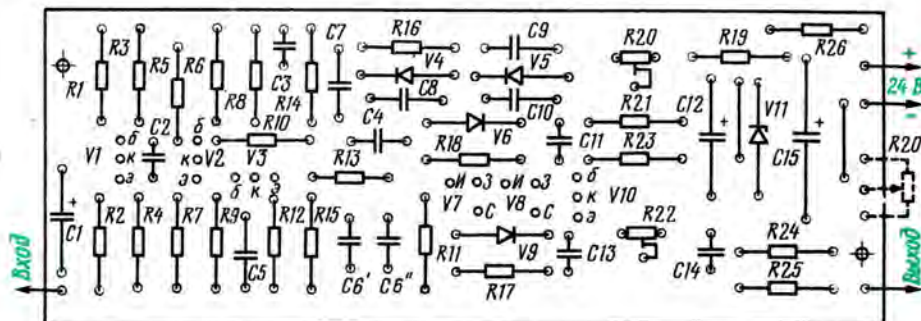 R16 C9 R20 R19 R26
R3 C7
R1 R5 R6 R8 C3 R14 V4 V5
+
24 В
-
C8 C10 R21 C12 V11 C15
C2 R10 C4 V6 C11 R23 R20
V1 б к э б к э V2 V3 R13 R18
б к э V7 И З И З V8 б к э V10
C C
+ + +
C1 R2 R4 R7 R9 R12 R15 R11 V9 R22 R24
Вход C5 C6' C6" R17 C13 C14 R25 Выход